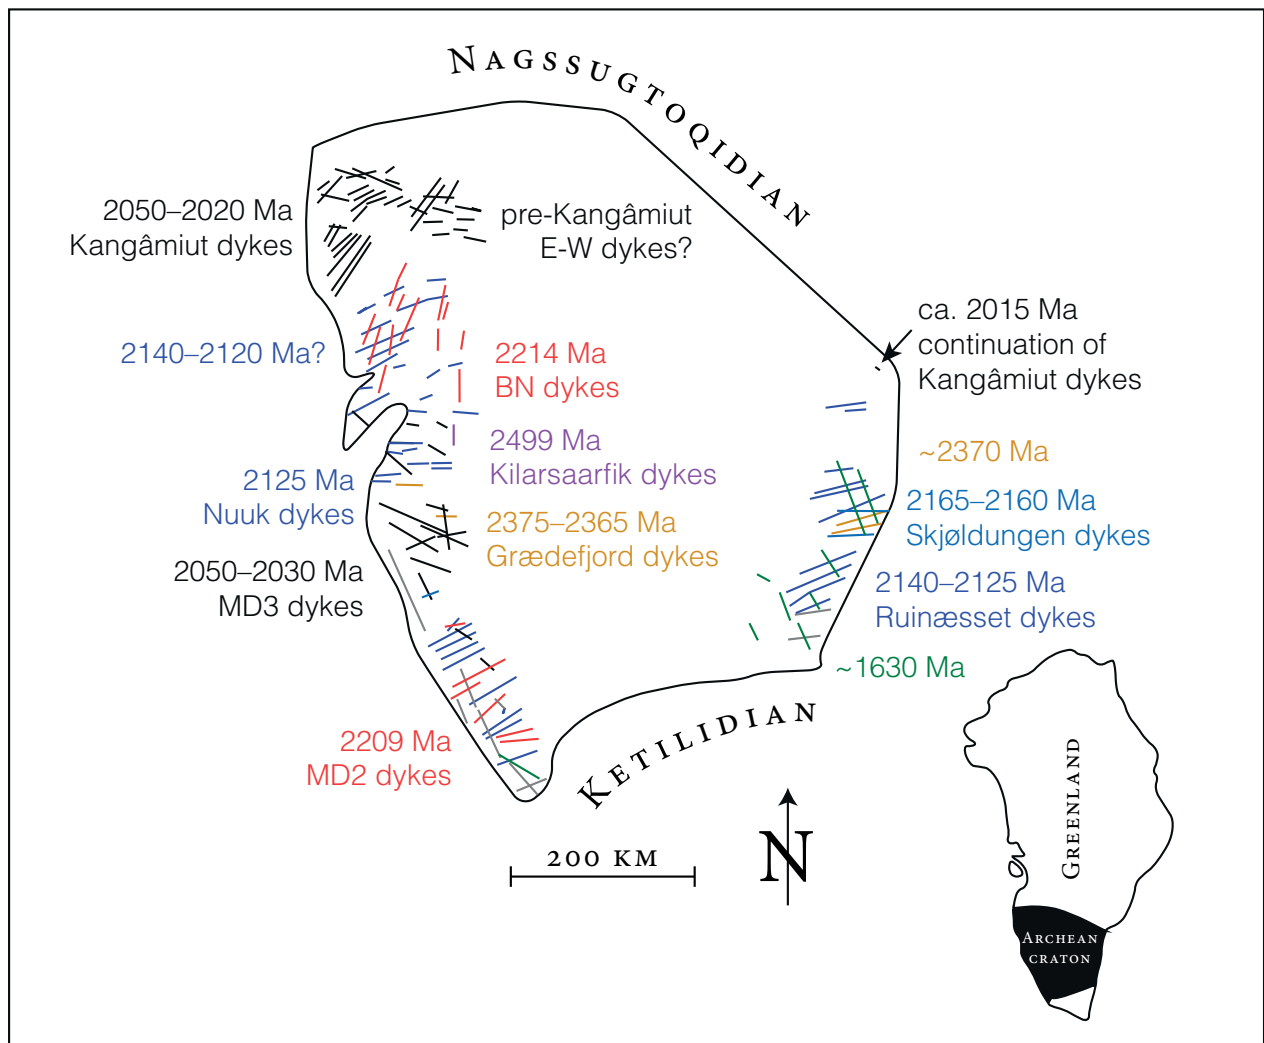 NAGSSUGTOQIDIAN
2050–2020 Ma
Kangâmiut dykes
pre-Kangâmiut
E-W dykes?
ca. 2015 Ma
continuation of
Kangâmiut dykes
2140–2120 Ma?
2214 Ma
BN dykes
2499 Ma
Kilarsaarfik dykes
~2370 Ma
2125 Ma
Nuuk dykes
2165–2160 Ma
Skjøldungen dykes
2375–2365 Ma
Grædefjord dykes
2050–2030 Ma
MD3 dykes
2140–2125 Ma
Ruinæsset dykes
~1630 Ma
2209 Ma
MD2 dykes
KETILIDIAN
200 KM
N
GREENLAND
ARCHEAN
CRATON